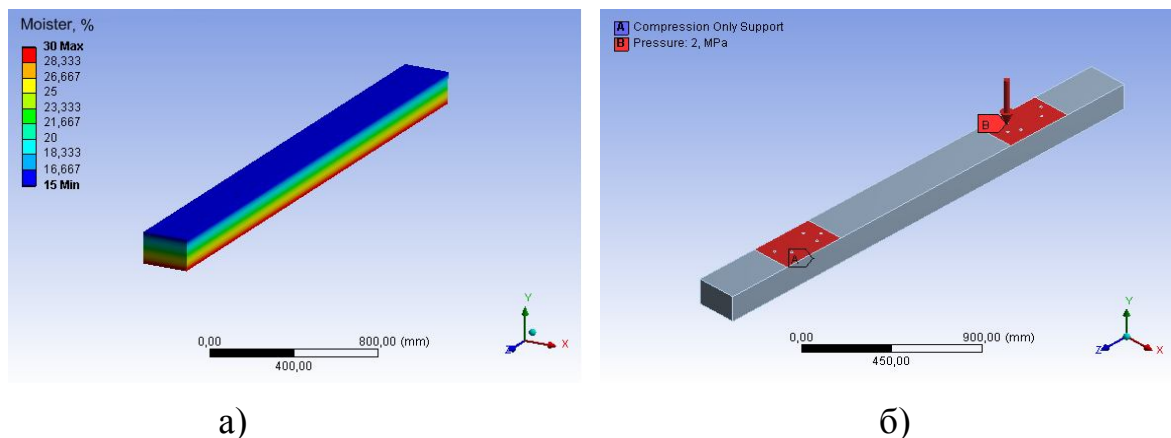 Moister, %
30 Max
28,333
26,667
25
23,333
21,667
20
18,333
16,667
15 Min
Y
X
Z
0,00
800,00 (mm)
400,00
а)
A Compression Only Support
B Pressure: 2, MPa
B
A
Y
Z
X
0,00
900,00 (mm)
450,00
б)